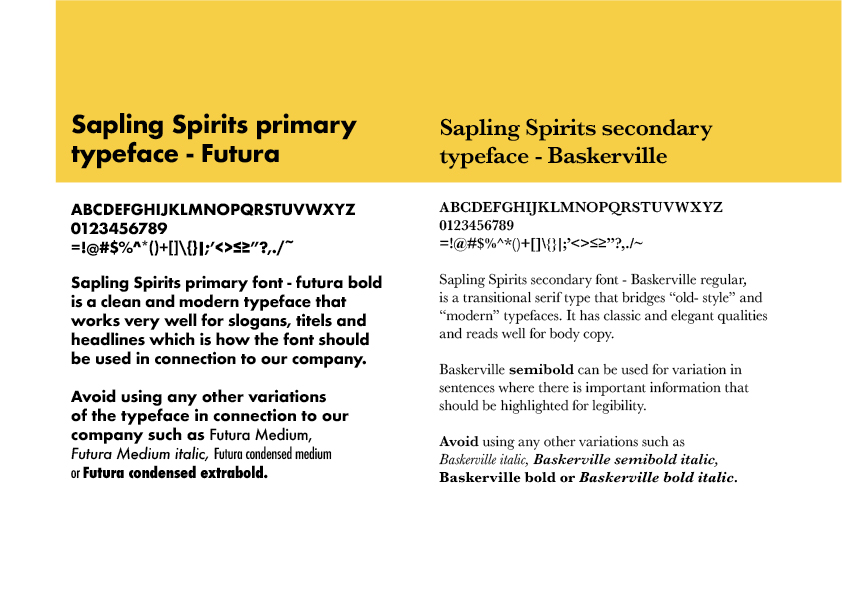 Sapling Spirits primary
typeface - Futura
ABCDEFGHIJKLMNOPQRSTUVWXYZ
0123456789
=!@#$%^*()+[]\{}|;’<>≤≥”?,./~
Sapling Spirits primary font - futura bold
is a clean and modern typeface that
works very well for slogans, titels and
headlines which is how the font should
be used in connection to our company.
Avoid using any other variations
of the typeface in connection to our
company such as Futura Medium,
Futura Medium italic, Futura condensed medium
or Futura condensed extrabold.
Sapling Spirits secondary
typeface - Baskerville
ABCDEFGHIJKLMNOPQRSTUVWXYZ
0123456789
=!@#$%^*()+[]\{}|;’<>≤≥”?,./~
Sapling Spirits secondary font - Baskerville regular,
is a transitional serif type that bridges “old- style” and
“modern” typefaces. It has classic and elegant qualities
and reads well for body copy.
Baskerville semibold can be used for variation in
sentences where there is important information that
should be highlighted for legibility.
Avoid using any other variations such as
Baskerville italic, Baskerville semibold italic,
Baskerville bold or Baskerville bold italic.